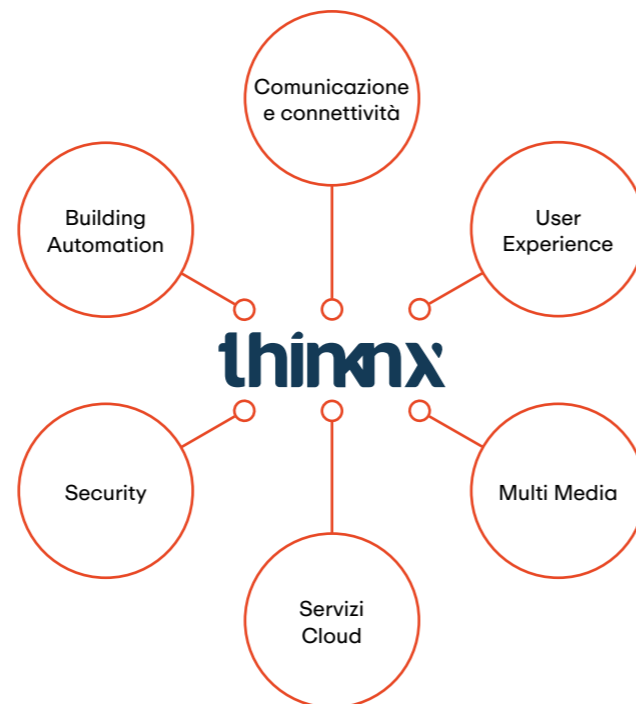 Comunicazione
e connettività
Building
Automation
User
Experience
thinknx
Security
Multi Media
Servizi
Cloud